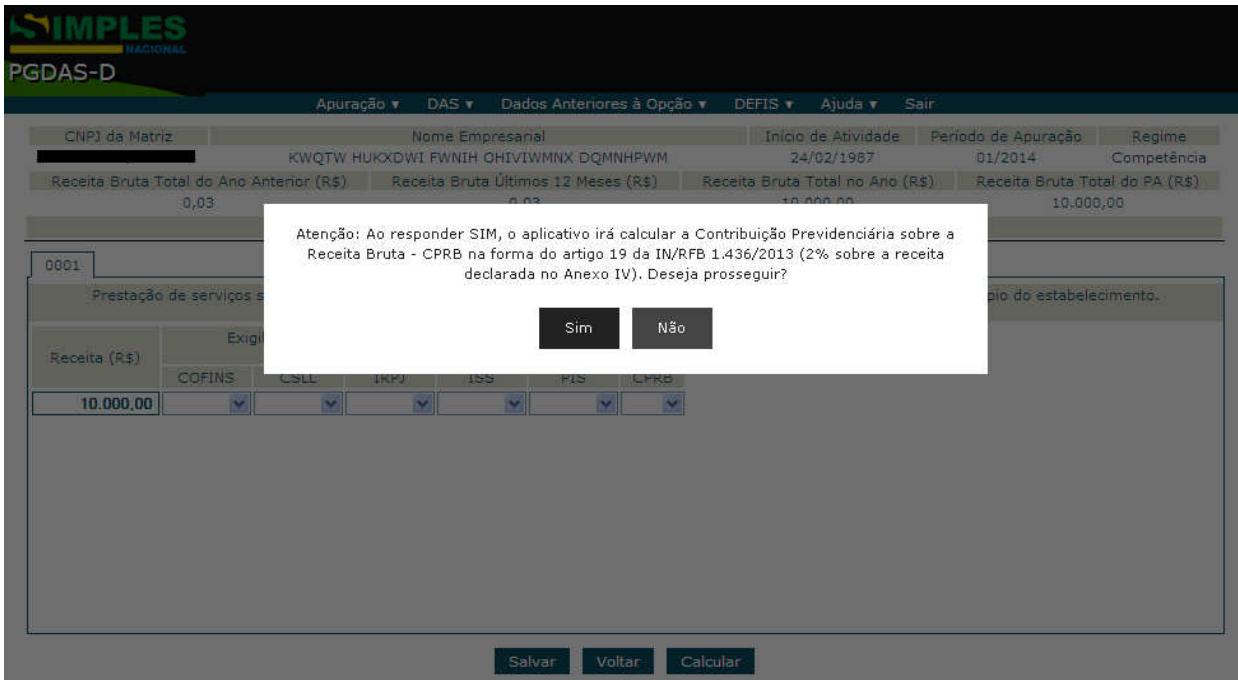 SIMPLES
NACIONAL
PGDAS-D
Apuração ▾ DAS ▾ Dados Anteriores à Opção ▾ DEFIS ▾ Ajuda ▾ Sair
CNPJ da Matriz Nome Empresarial Início de Atividade Período de Apuração Regime
KWQTW HUKXDWI FWNIH OHIVIWMNX DQMNHPWM 24/02/1987 01/2014 Competência
Receita Bruta Total do Ano Anterior (R$) Receita Bruta Últimos 12 Meses (R$) Receita Bruta Total no Ano (R$) Receita Bruta Total do PA (R$)
0,03 0,03 10.000,00 10.000,00
Atenção: Ao responder SIM, o aplicativo irá calcular a Contribuição Previdenciária sobre a
Receita Bruta - CPRB na forma do artigo 19 da IN/RFB 1.436/2013 (2% sobre a receita
declarada no Anexo IV). Deseja prosseguir?
Sim Não
0001
Prestação de serviços do estabelecimento.
Receita (R$)
COFINS CSLL IRPJ ISS PIS CPRB
10.000,00
Salvar Voltar Calcular